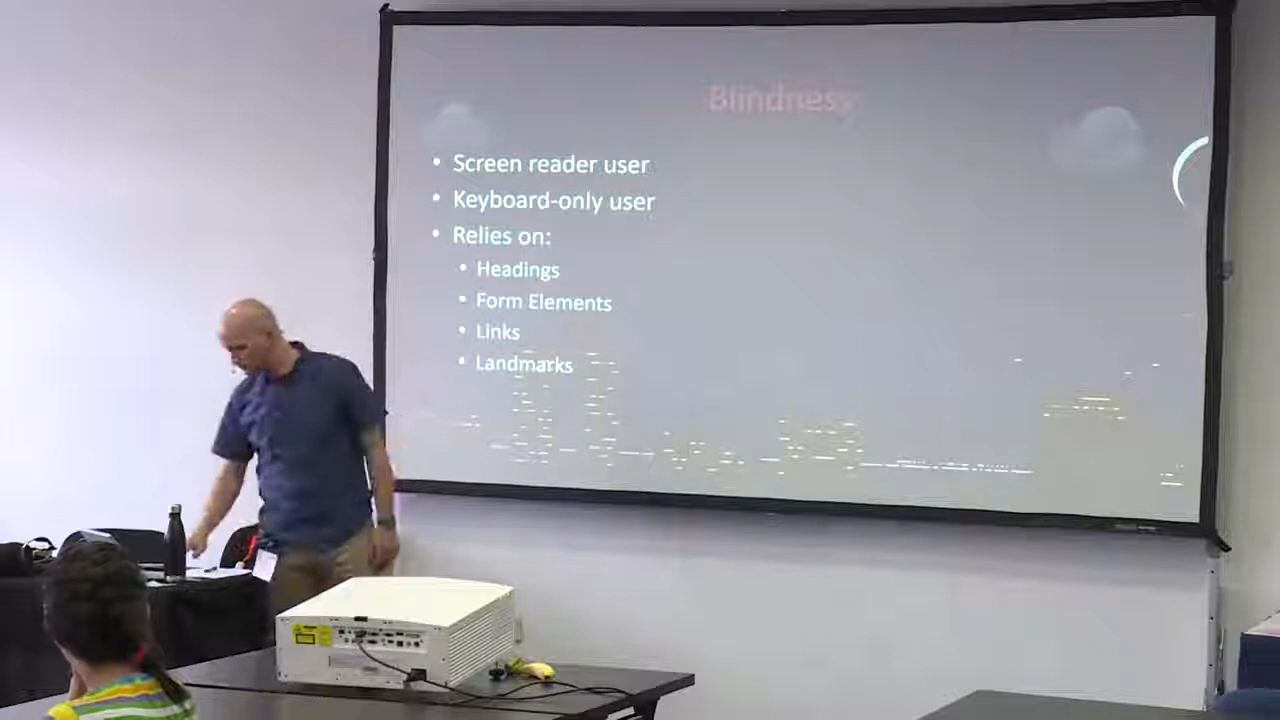 Blindness
• Screen reader user
• Keyboard-only user
• Relies on:
• Headings
• Form Elements
• Links
• Landmarks